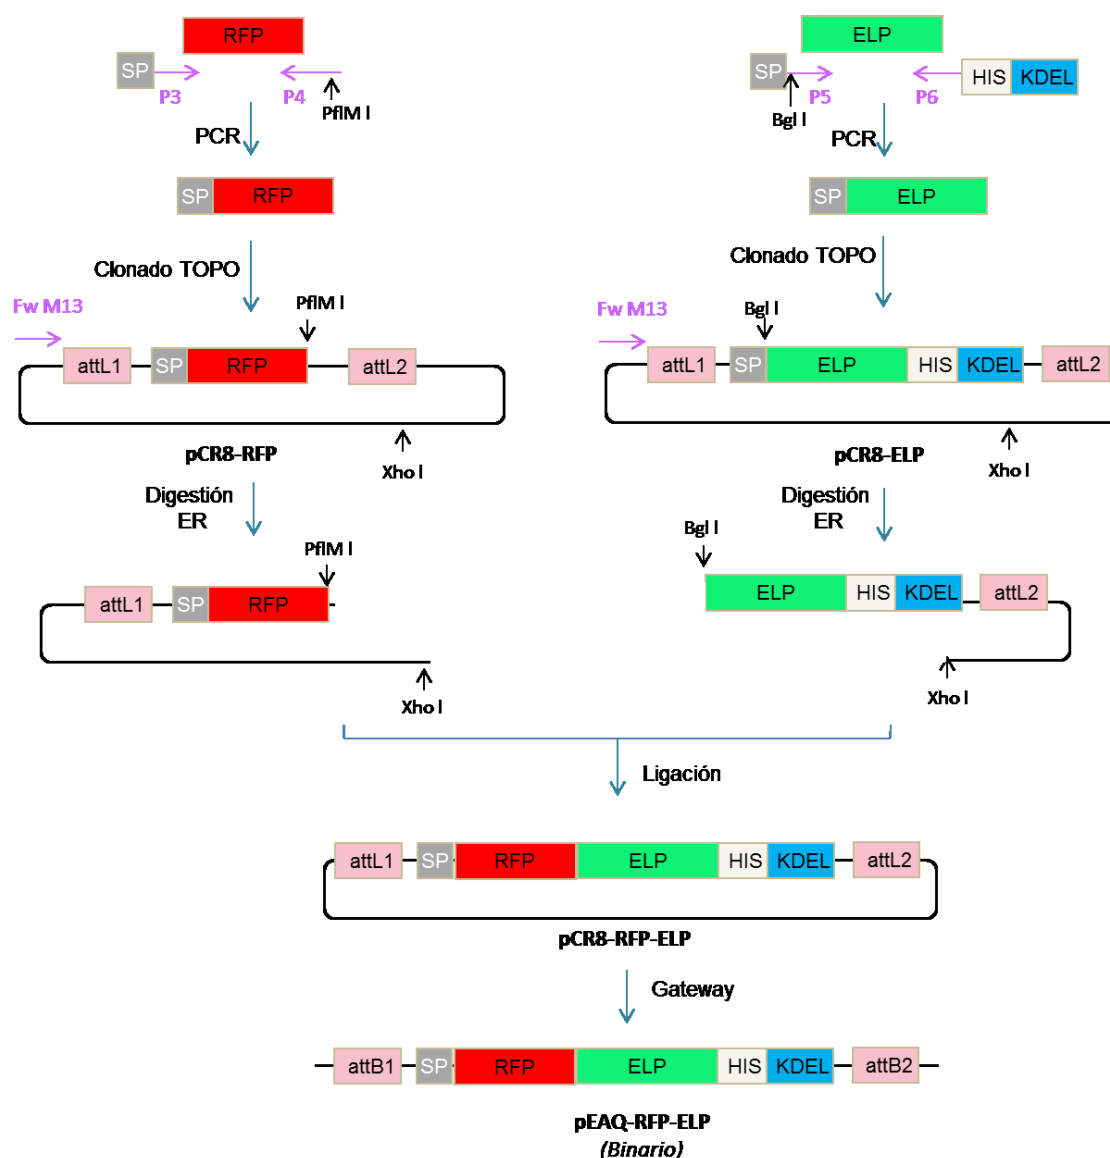 RFP
SP
P3
P4
PflM I
PCR
SP
RFP
Clonado TOPO
Fw M13
PflM I
attL1
SP
RFP
attL2
pCR8-RFP
Xho I
Digestión
ER
PflM I
attL1
SP
RFP
Xho I
ELP
SP
P5
P6
HIS
KDEL
Bgl I
PCR
SP
ELP
Clonado TOPO
Fw M13
Bgl I
attL1
SP
ELP
HIS
KDEL
attL2
pCR8-ELP
Xho I
Digestión
ER
Bgl I
ELP
HIS
KDEL
attL2
Xho I
Ligación
attL1
SP
RFP
ELP
HIS
KDEL
attL2
pCR8-RFP-ELP
Gateway
attB1
SP
RFP
ELP
HIS
KDEL
attB2
pEAQ-RFP-ELP
(Binario)